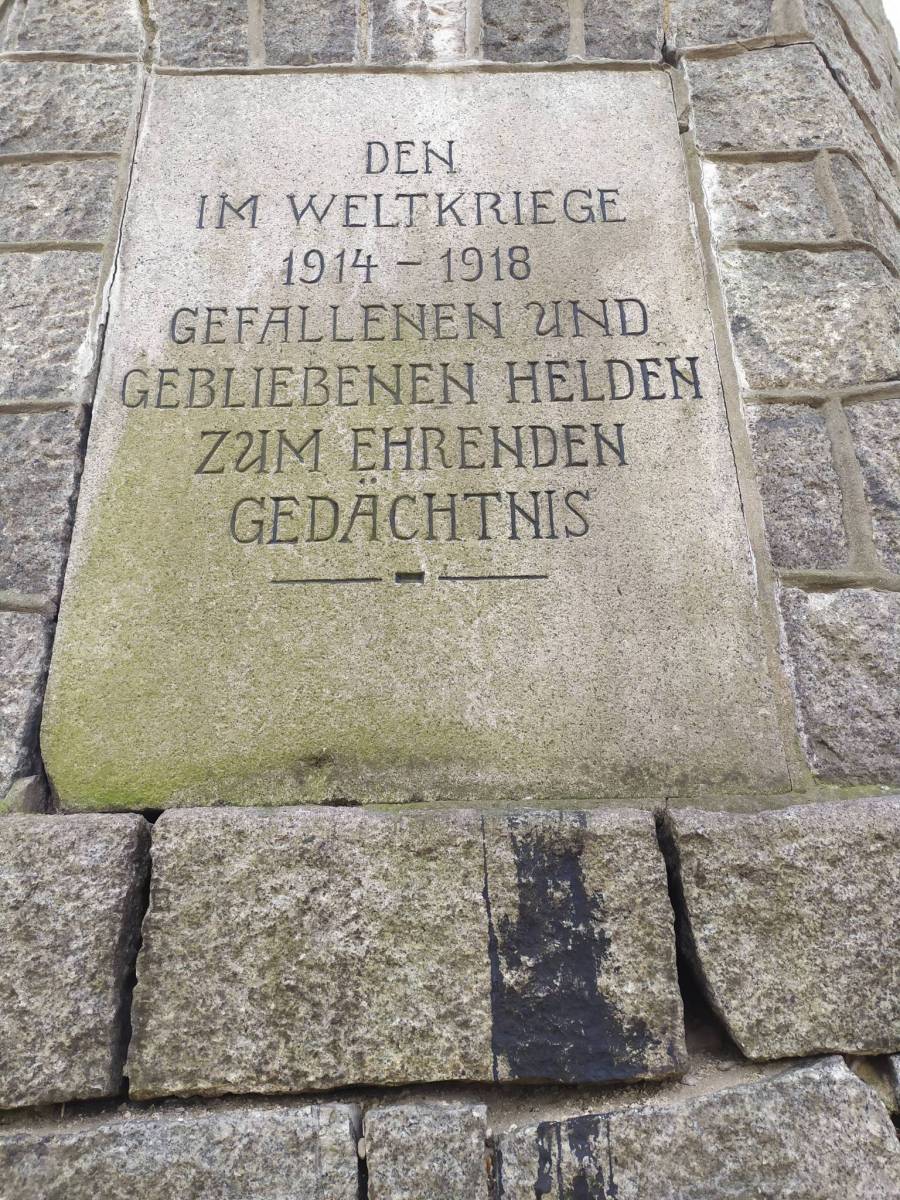 DEN
IM WELTKRIEGE
1914 – 1918
GEFALLENEN UND
GEBLIEBENEN HELDEN
ZUM EHRENDEN
GEDÄCHTNIS